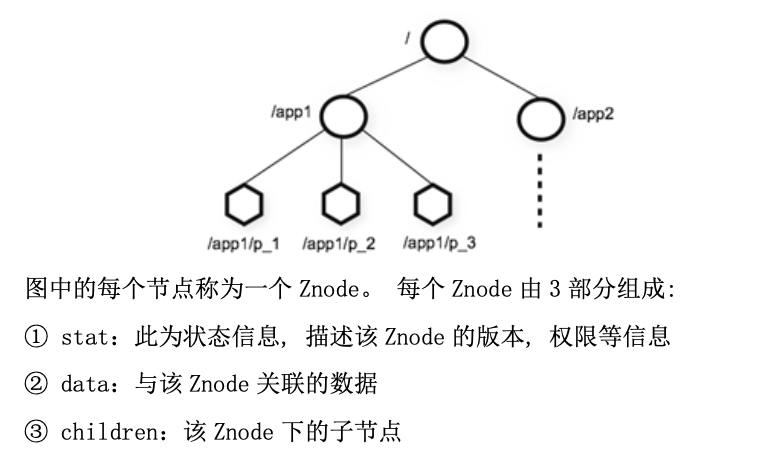 /
/app1
/app2
/app1/p_1 /app1/p_2 /app1/p_3
图中的每个节点称为一个 Znode。 每个 Znode 由 3 部分组成:
① stat: 此为状态信息, 描述该 Znode 的版本, 权限等信息
② data: 与该 Znode 关联的数据
③ children: 该 Znode 下的子节点